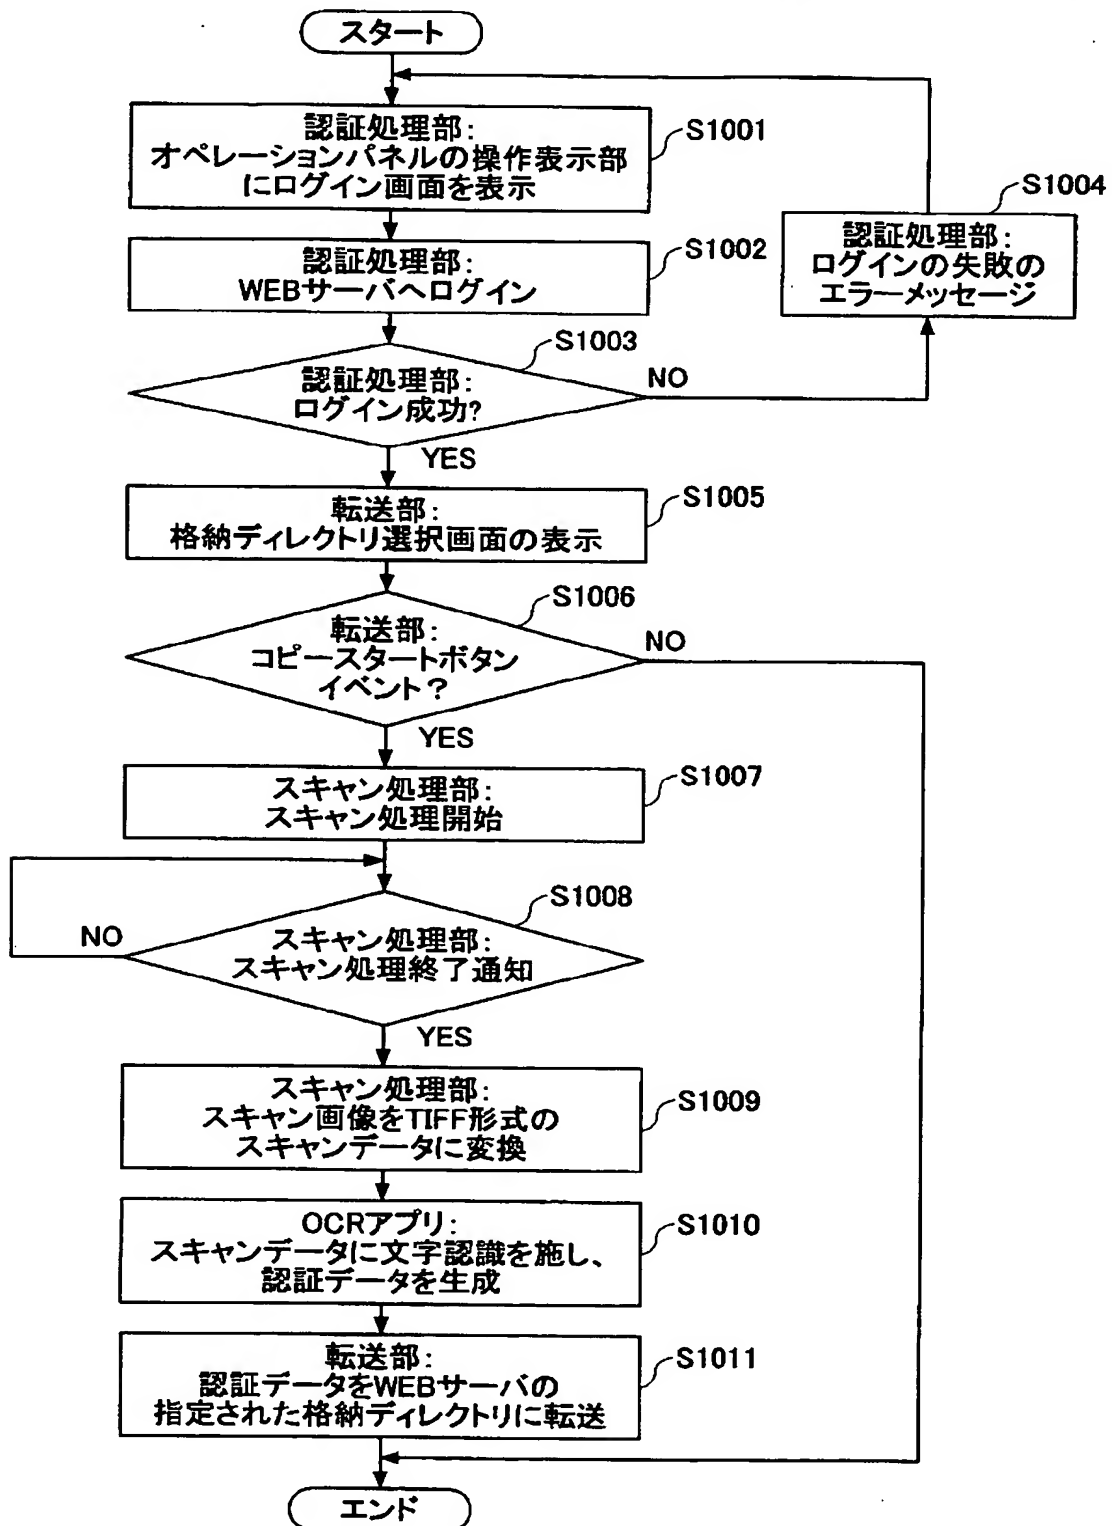 スタート
認証処理部:
オペレーションパネルの操作表示部
にログイン画面を表示
S1001
認証処理部:
WEBサーバへログイン
S1002
認証処理部:
ログイン成功?
S1003
NO
YES
認証処理部:
ログインの失敗の
エラーメッセージ
S1004
転送部:
格納ディレクトリ選択画面の表示
S1005
転送部:
コピースタートボタン
イベント?
S1006
NO
YES
スキャン処理部:
スキャン処理開始
S1007
スキャン処理部:
スキャン処理終了通知
S1008
NO
YES
スキャン処理部:
スキャン画像をTIFF形式の
スキャンデータに変換
S1009
OCRアプリ:
スキャンデータに文字認識を施し、
認証データを生成
S1010
転送部:
認証データをWEBサーバの
指定された格納ディレクトリに転送
S1011
エンド